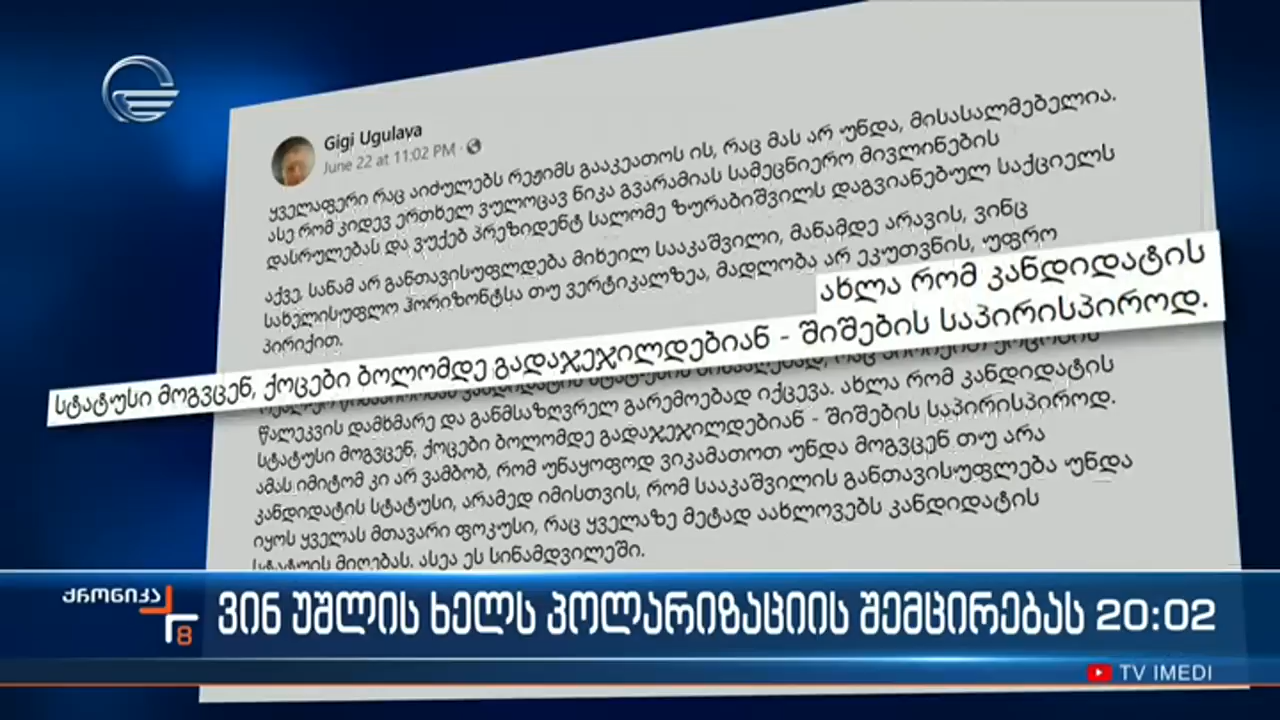 Gigi Ugulava
June 22 at 11:02 PM
ყველაფერი რაც აიძულებს რეჟიმს გააკეთოს ის, რაც მას არ უნდა, მისასალმებელია.
ასე რომ კიდევ ერთხელ ვულოცავ ნიკა გვარამიას სამეცნიერო მივლინების
დასრულებას და ვუქებ პრეზიდენტ სალომე ზურაბიშვილს დაგვიანებულ საქციელს
აქვე, სანამ არ განთავისუფლდება მიხეილ სააკაშვილი, მანამდე არავის, ვინც
სახელისუფლო ჰორიზონტსა თუ ვერტიკალზეა, მადლობა არ ეკუთვნის, უფრო
პირიქით.
ახლა რომ კანდიდატის
სტატუსი მოგვცენ, ქოცები ბოლომდე გადაჯეჯილდებიან - შიშების საპირისპიროდ.
წალეკვის დამხმარე და განმსაზღვრელ გარემოებად იქცევა. ახლა რომ კანდიდატის
სტატუსი მოგვცენ, ქოცები ბოლომდე გადაჯეჯილდებიან - შიშების საპირისპიროდ.
ამას იმიტომ კი არ ვამბობ, რომ უნაყოფოდ ვიკამათოთ უნდა მოგვცენ თუ არა
კანდიდატის სტატუსი, არამედ იმისთვის, რომ სააკაშვილის განთავისუფლება უნდა
იყოს ყველას მთავარი ფოკუსი, რაც ყველაზე მეტად აახლოვებს კანდიდატის
სტატუის მიღებას. ასეა ეს სინამდვილეში.
ქრონიკა
8
ვინ უშლის ხელს პოლარიზაციის შემცირებას 20:02
TV IMEDI